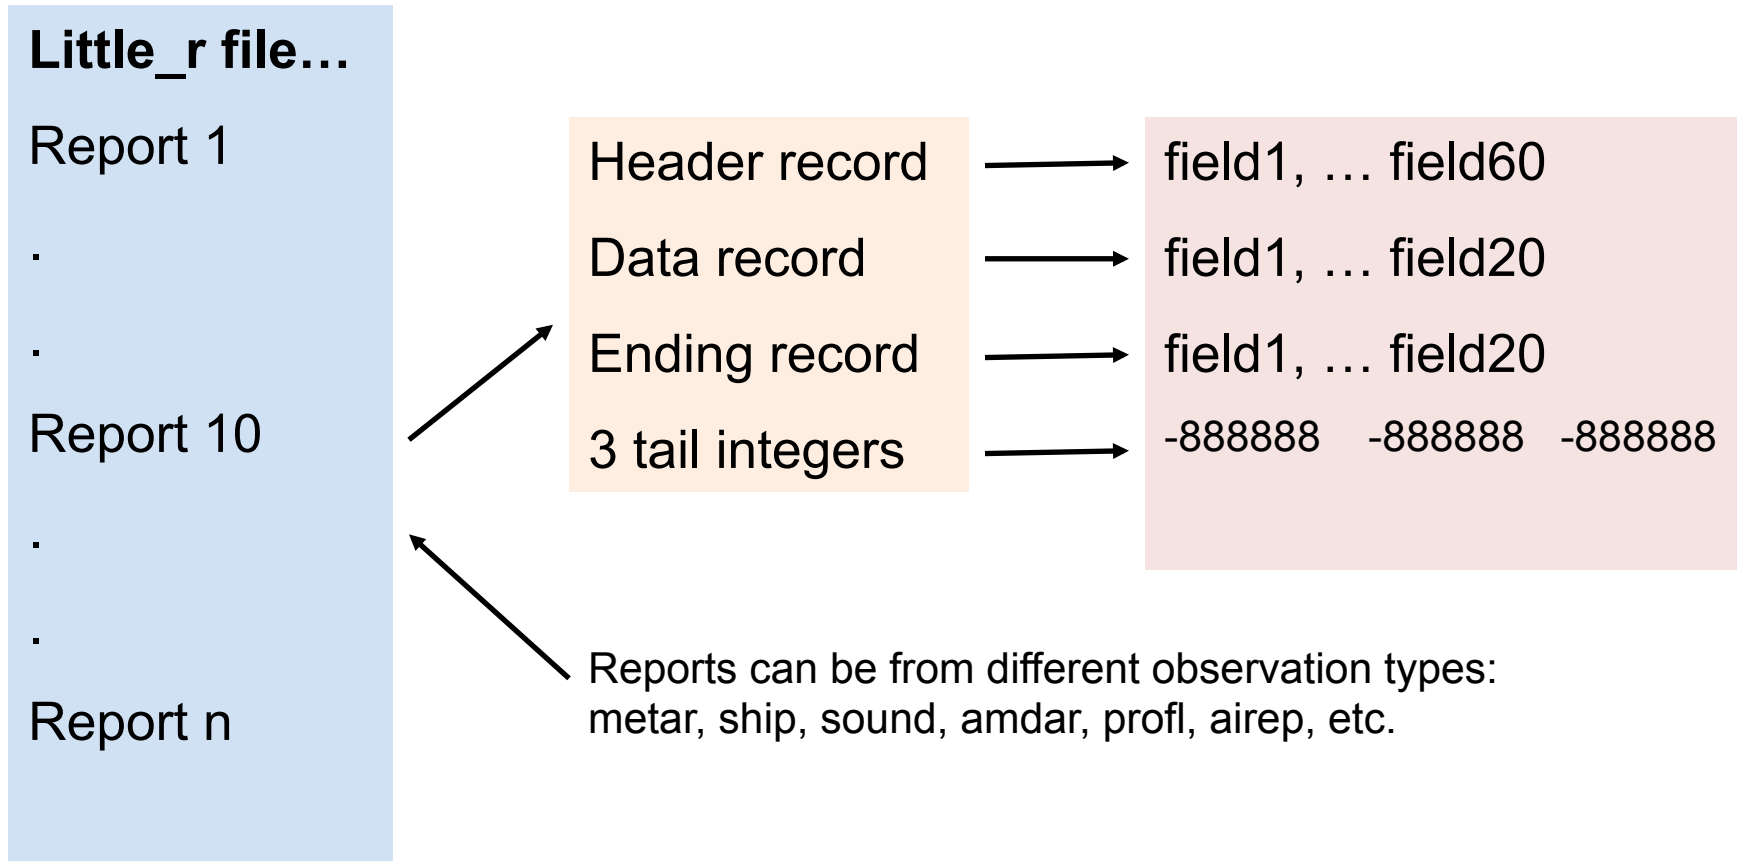 Little_r file…
Report 1
.
.
Report 10
.
.
Report n
Header record
Data record
Ending record
3 tail integers
field1, … field60
field1, … field20
field1, … field20
-888888 -888888 -888888
Reports can be from different observation types:
metar, ship, sound, amdar, profl, airep, etc.